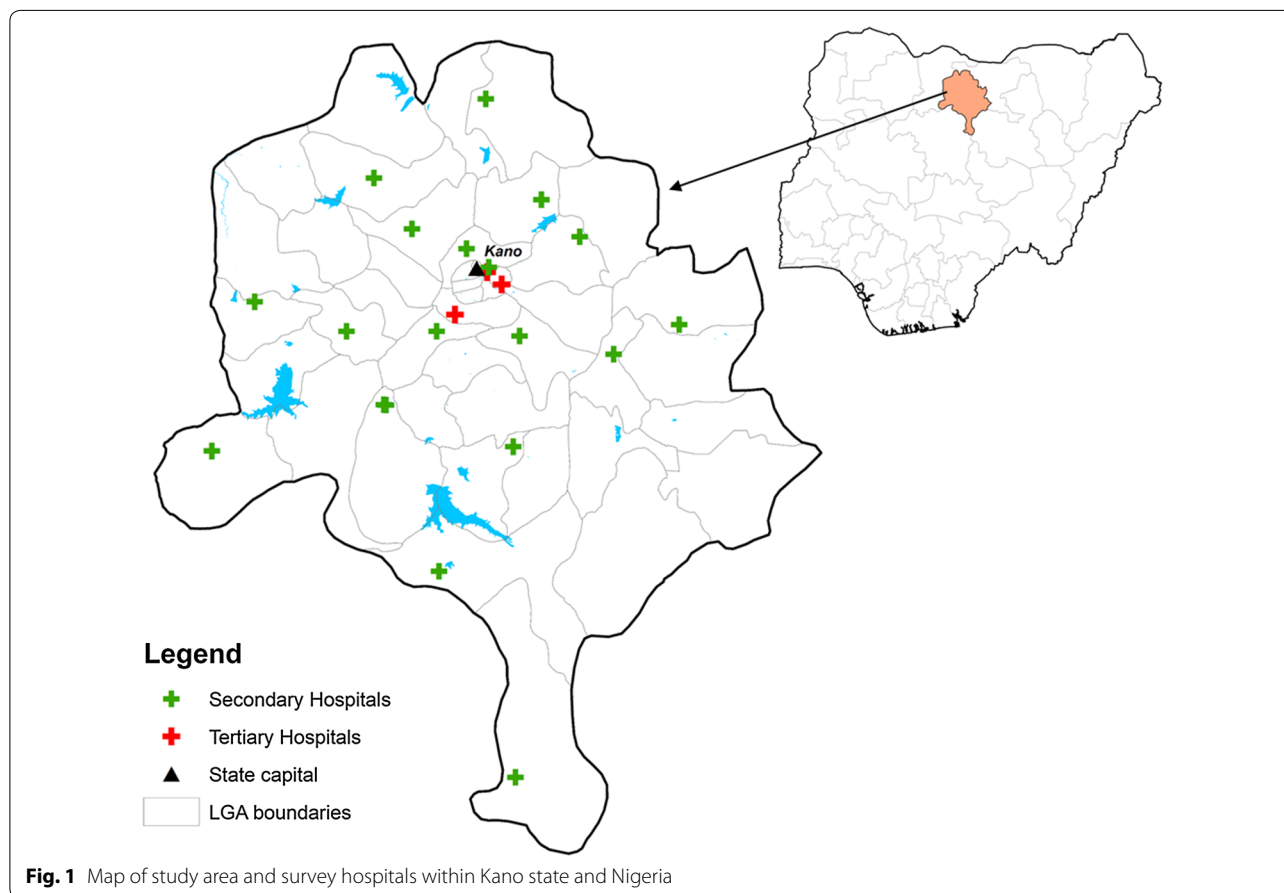 Kano
Legend
Secondary Hospitals
Tertiary Hospitals
State capital
LGA boundaries
Fig. 1 Map of study area and survey hospitals within Kano state and Nigeria